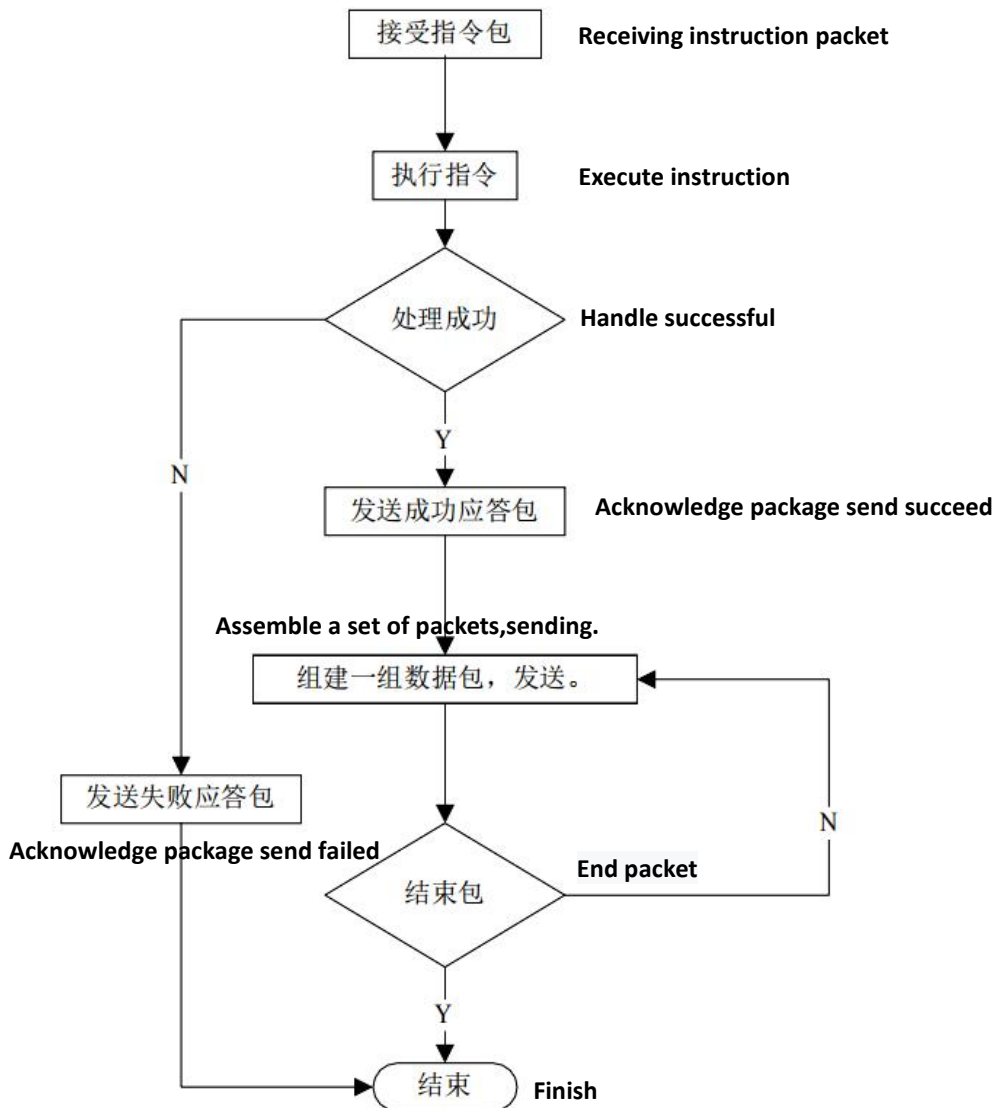 接受指令包
Receiving instruction packet
执行指令
Execute instruction
处理成功
Handle successful
Y
N
发送成功应答包
Acknowledge package send succeed
Assemble a set of packets,sending.
组建一组数据包，发送。
发送失败应答包
N
Acknowledge package send failed
结束包
End packet
Y
结束
Finish